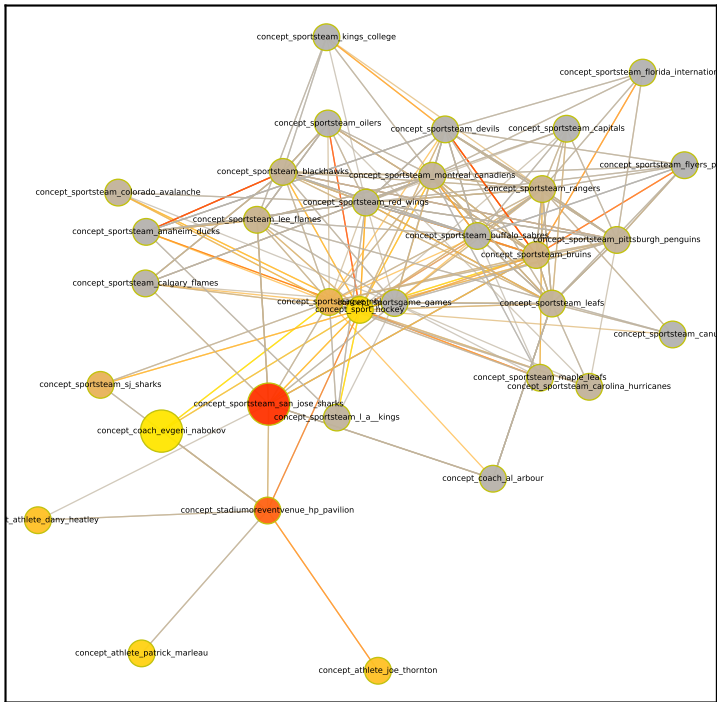 concept_sportsteam_kings_college
concept_sportsteam_florida_internation
concept_sportsteam_oilers
concept_sportsteam_devils
concept_sportsteam_capitals
concept_sportsteam_flyers_p
concept_sportsteam_blackhawks
concept_sportsteam_montreal_canadiens
concept_sportsteam_rangers
concept_sportsteam_colorado_avalanche
concept_sportsteam_red_wings
concept_sportsteam_lee_flames
concept_sportsteam_anaheim_ducks
concept_sportsteam_buffalo_sabres
concept_sportsteam_pittsburgh_penguins
concept_sportsteam_bruins
concept_sportsteam_calgary_flames
concept_sport_hockey
concept_sportsteam_leafs
concept_sportsteam_canu
concept_sportsteam_maple_leafs
concept_sportsteam_carolina_hurricanes
concept_sportsteam_sj_sharks
concept_sportsteam_san_jose_sharks
concept_sportsteam_l_a__kings
concept_coach_evgeni_nabokov
concept_coach_al_arbour
concept_stadiumoreventvenue_hp_pavilion
t_athlete_dany_heatley
concept_athlete_patrick_marleau
concept_athlete_joe_thornton